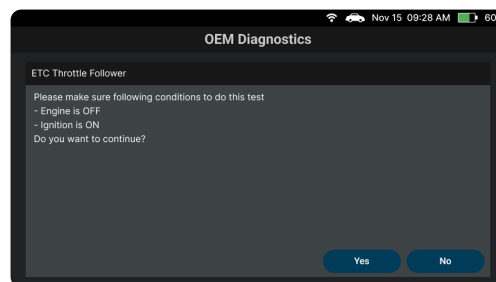 Nov 15 09:28 AM 60
OEM Diagnostics
ETC Throttle Follower
Please make sure following conditions to do this test
- Engine is OFF
- Ignition is ON
Do you want to continue?
Yes No